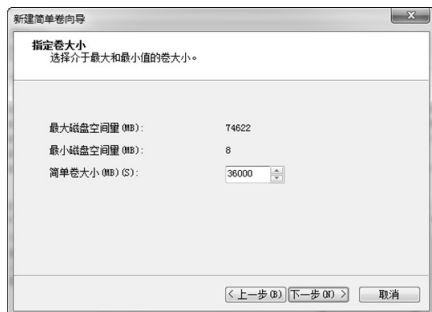 新建简单卷向导
指定卷大小
选择介于最大和最小值的卷大小。
最大磁盘空间量(MB): 74622
最小磁盘空间量(MB): 8
简单卷大小(MB)(S): 36000
<上一步(B) 下一步(N)> 取消